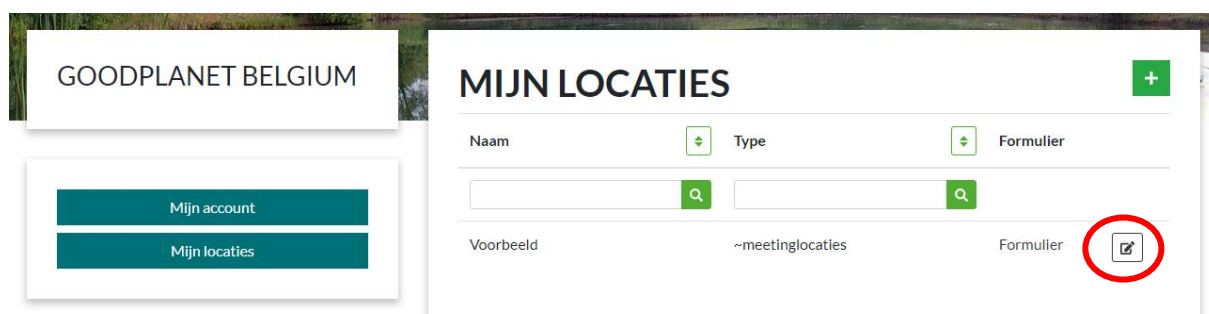 GOODPLANET BELGIUM
Mijn account
Mijn locaties
MIJN LOCATIES
+
Naam Type Formulier
Voorbeeld ~meetinglocaties Formulier